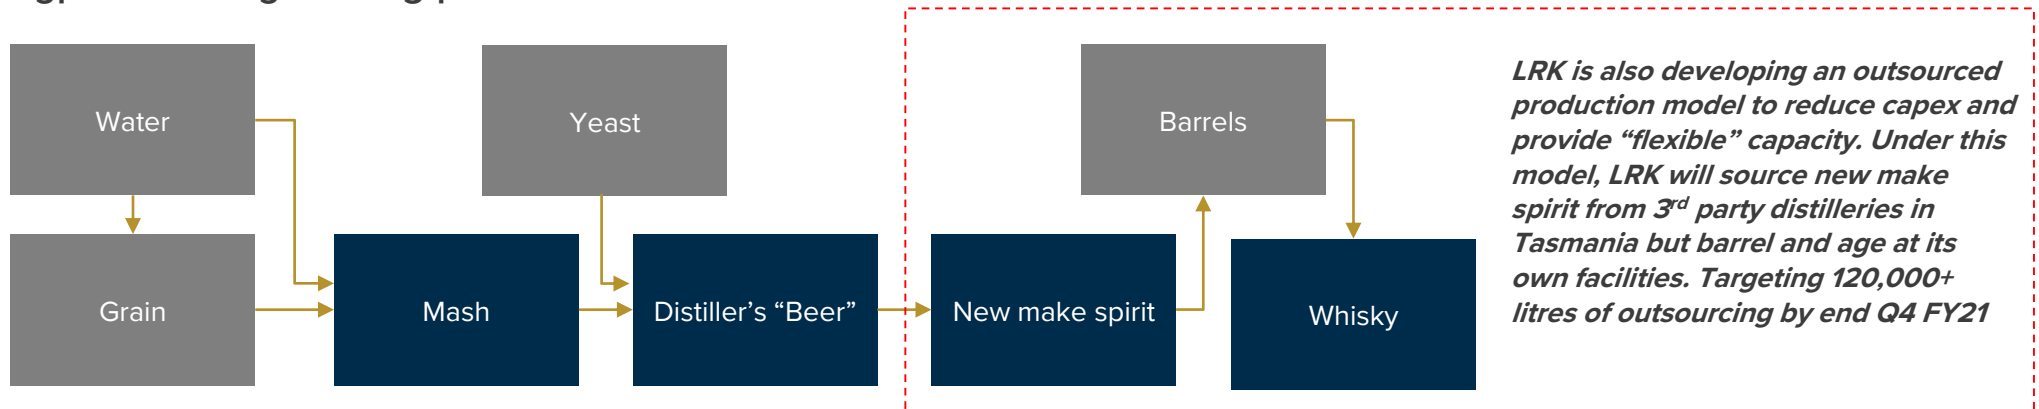 Water
Yeast
Barrels
Grain
Mash
Distiller’s “Beer”
New make spirit
Whisky
LRK is also developing an outsourced
production model to reduce capex and
provide “flexible” capacity. Under this
model, LRK will source new make
spirit from 3rd party distilleries in
Tasmania but barrel and age at its
own facilities. Targeting 120,000+
litres of outsourcing by end Q4 FY21